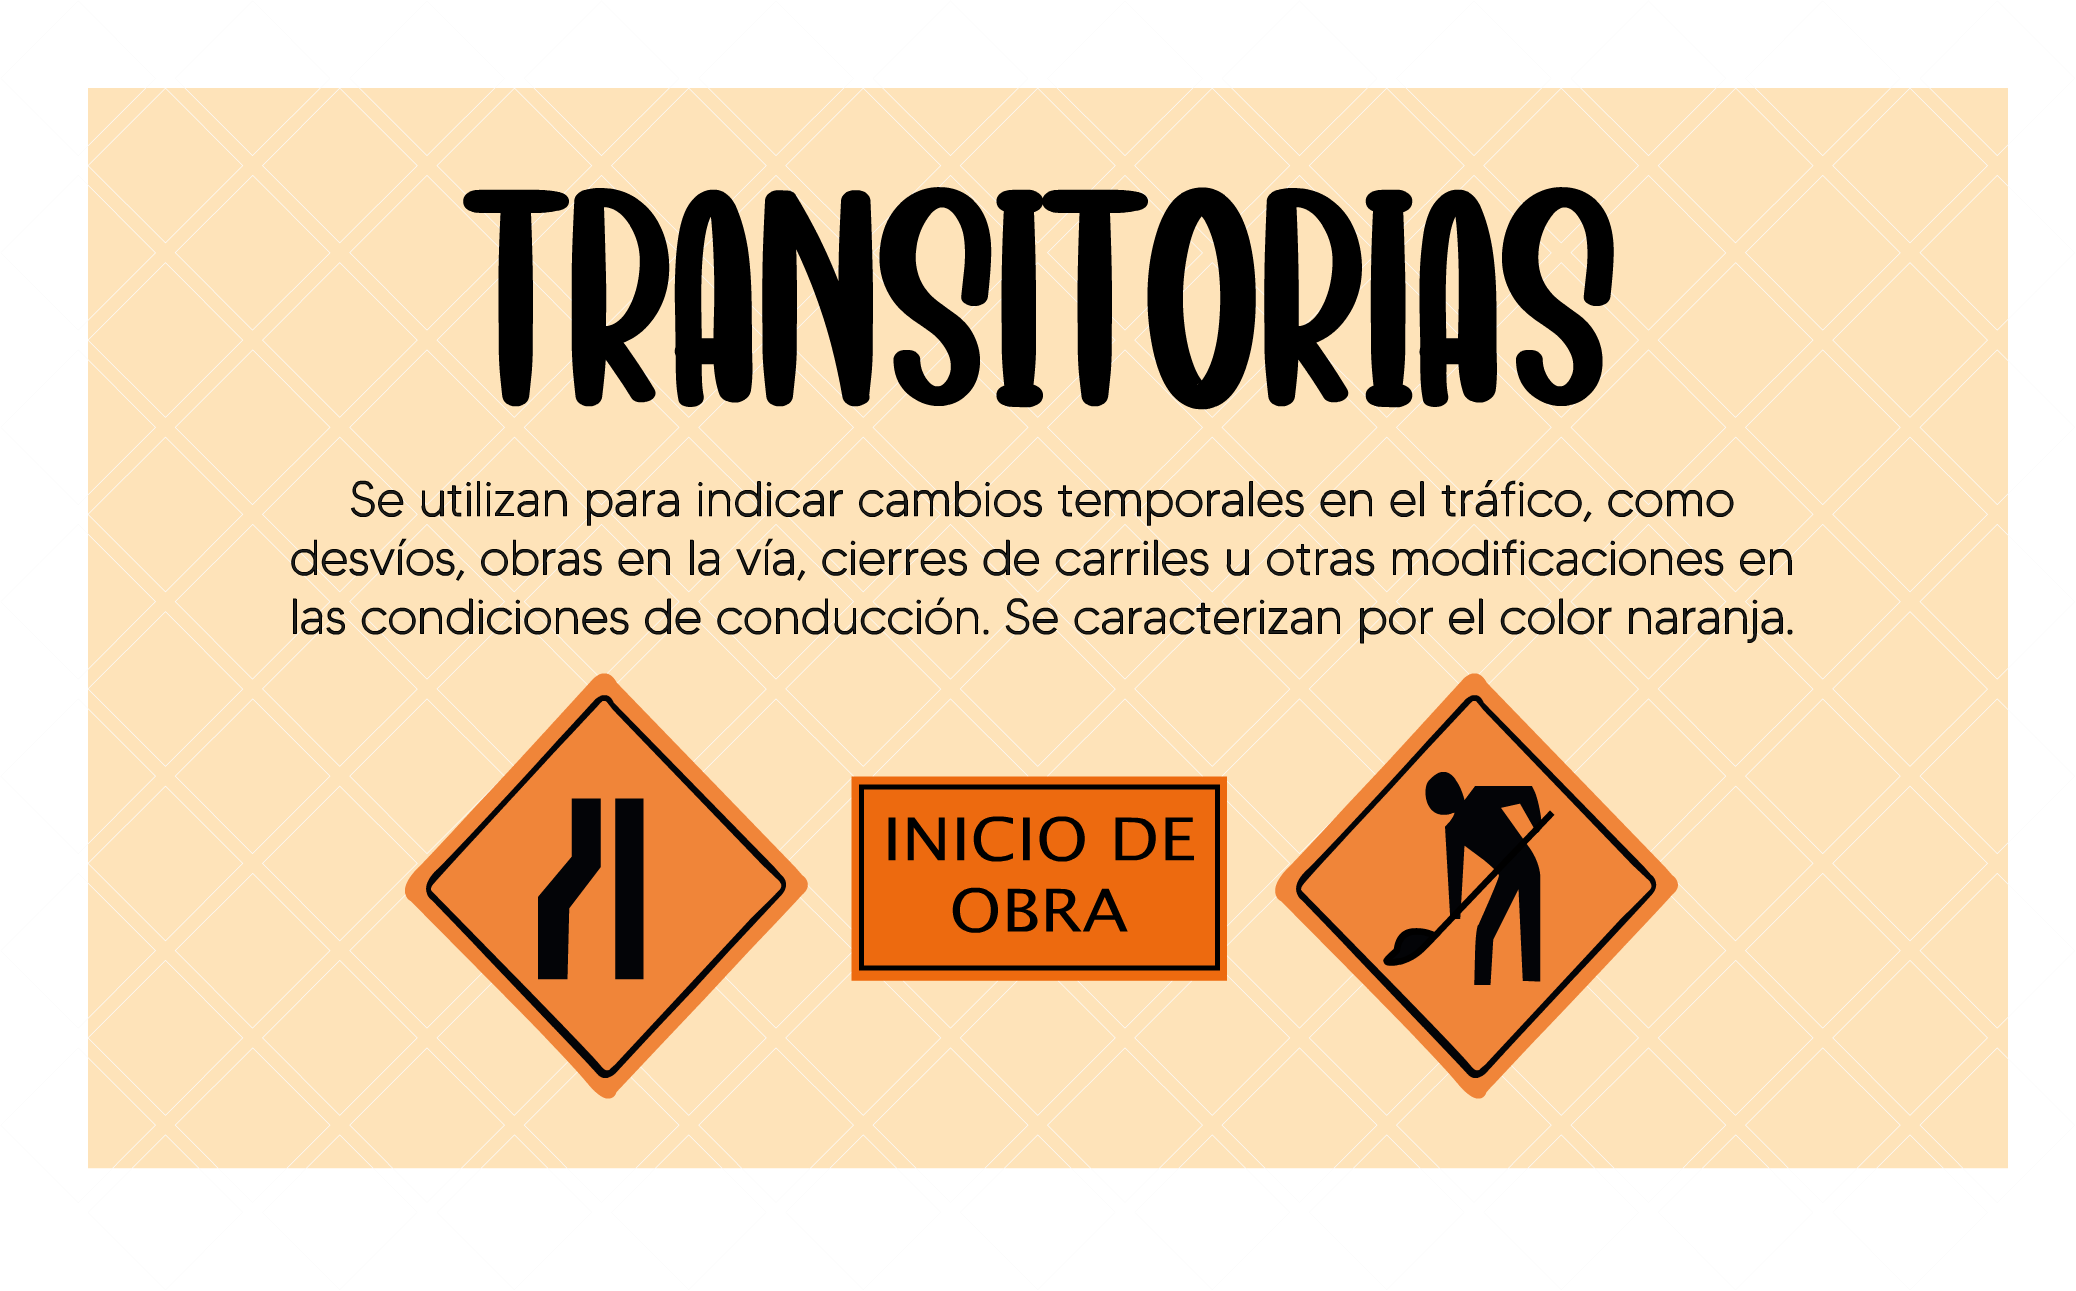 TRANSITORIAS
Se utilizan para indicar cambios temporales en el tráfico, como
desvíos, obras en la vía, cierres de carriles u otras modificaciones en
las condiciones de conducción. Se caracterizan por el color naranja.
INICIO DE
OBRA